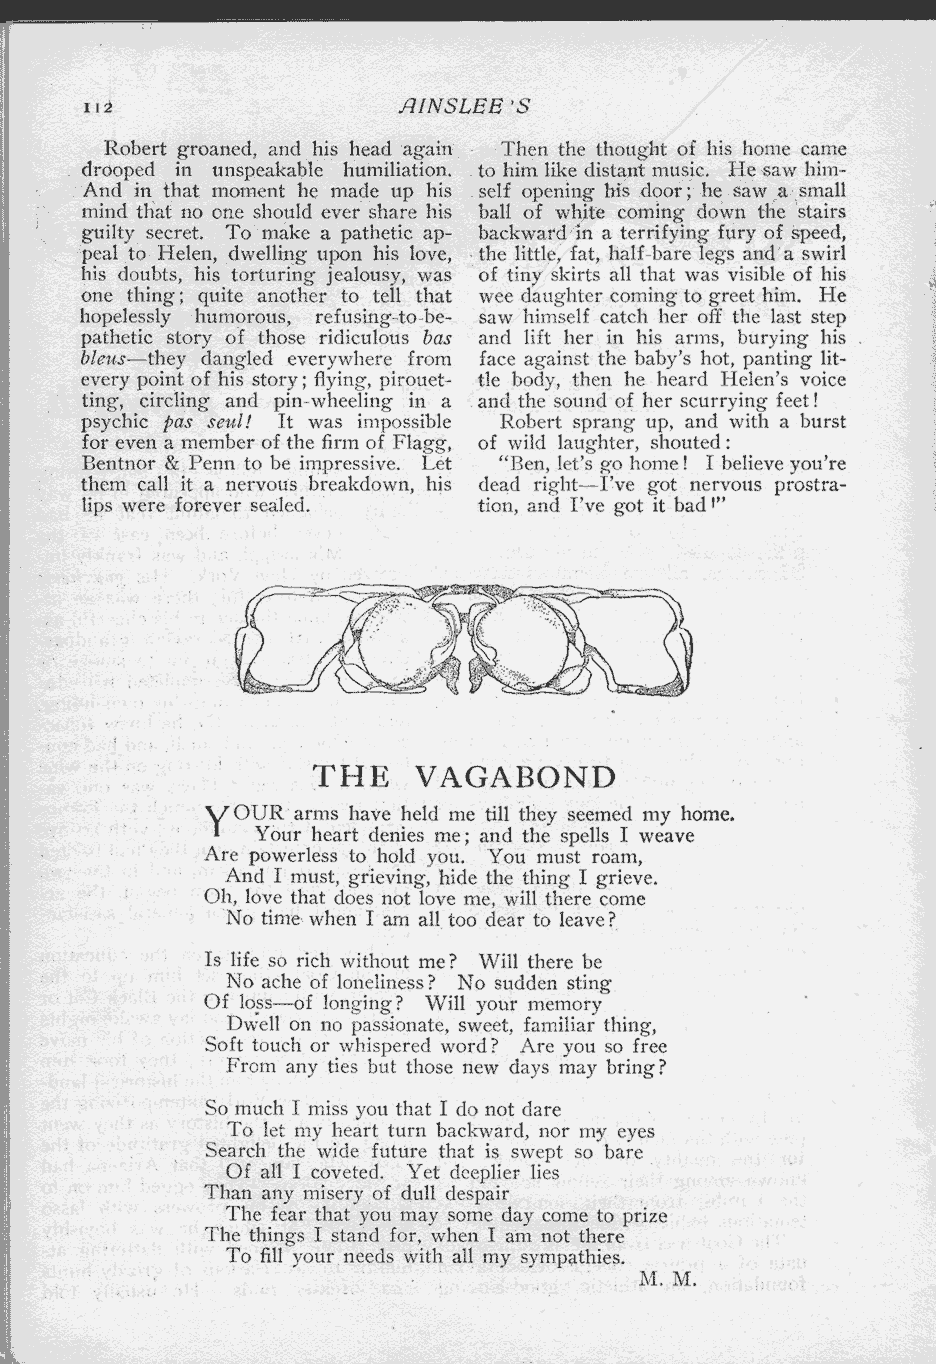 112
AINSLEE'S
Robert groaned, and his head again
drooped in unspeakable humiliation.
And in that moment he made up his
mind that no one should ever share his
guilty secret. To make a pathetic ap-
peal to Helen, dwelling upon his love,
his doubts, his torturing jealousy, was
one thing; quite another to tell that
hopelessly humorous, refusing-to-be-
pathetic story of those ridiculous bas
bleus—they dangled everywhere from
every point of his story; flying, pirouet-
ting, circling and pin-wheeling in a
psychic pas seul! It was impossible
for even a member of the firm of Flagg,
Bentnor & Penn to be impressive. Let
them call it a nervous breakdown, his
lips were forever sealed.
Then the thought of his home came
to him like distant music. He saw him-
self opening his door; he saw a small
ball of white coming down the stairs
backward in a terrifying fury of speed,
the little, fat, half-bare legs and a swirl
of tiny skirts all that was visible of his
wee daughter coming to greet him. He
saw himself catch her off the last step
and lift her in his arms, burying his
face against the baby's hot, panting lit-
tle body, then he heard Helen's voice
and the sound of her scurrying feet!
Robert sprang up, and with a burst
of wild laughter, shouted:
"Ben, let's go home! I believe you're
dead right—I've got nervous prostra-
tion, and I've got it bad!"
THE VAGABOND
YOUR arms have held me till they seemed my home.
Your heart denies me; and the spells I weave
Are powerless to hold you. You must roam,
And I must, grieving, hide the thing I grieve.
Oh, love that does not love me, will there come
No time when I am all too dear to leave?
Is life so rich without me? Will there be
No ache of loneliness? No sudden sting
Of loss—of longing? Will your memory
Dwell on no passionate, sweet, familiar thing,
Soft touch or whispered word? Are you so free
From any ties but those new days may bring?
So much I miss you that I do not dare
To let my heart turn backward, nor my eyes
Search the wide future that is swept so bare
Of all I coveted. Yet deeplier lies
Than any misery of dull despair
The fear that you may some day come to prize
The things I stand for, when I am not there
To fill your needs with all my sympathies.
M. M.